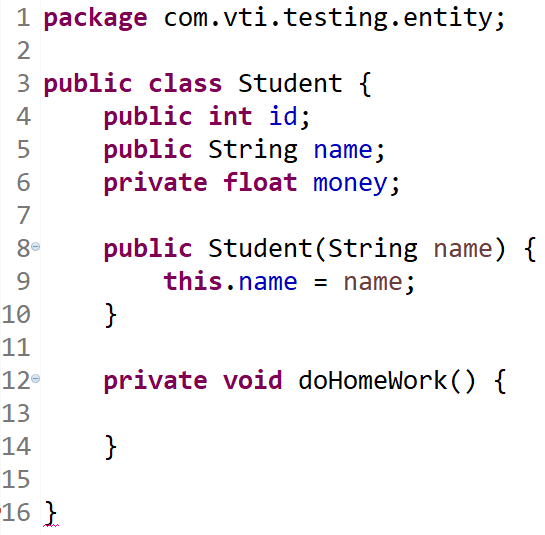 1 package com.vti.testing.entity;
2
3 public class Student {
4     public int id;
5     public String name;
6     private float money;
7
8     public Student(String name) {
9         this.name = name;
10     }
11
12     private void doHomeWork() {
13
14     }
15
16 }